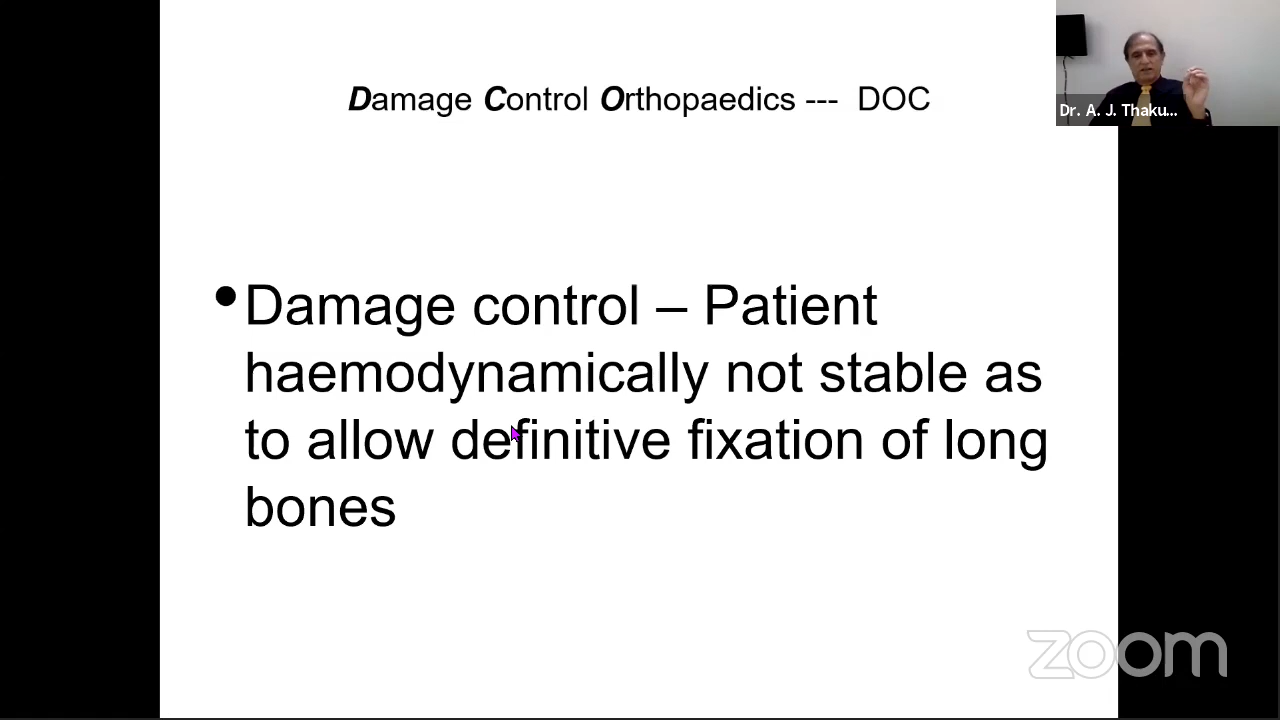 Damage Control Orthopaedics --- DOC
Dr. A. J. Thaku...
• Damage control – Patient
haemodynamically not stable as
to allow definitive fixation of long
bones
zoom